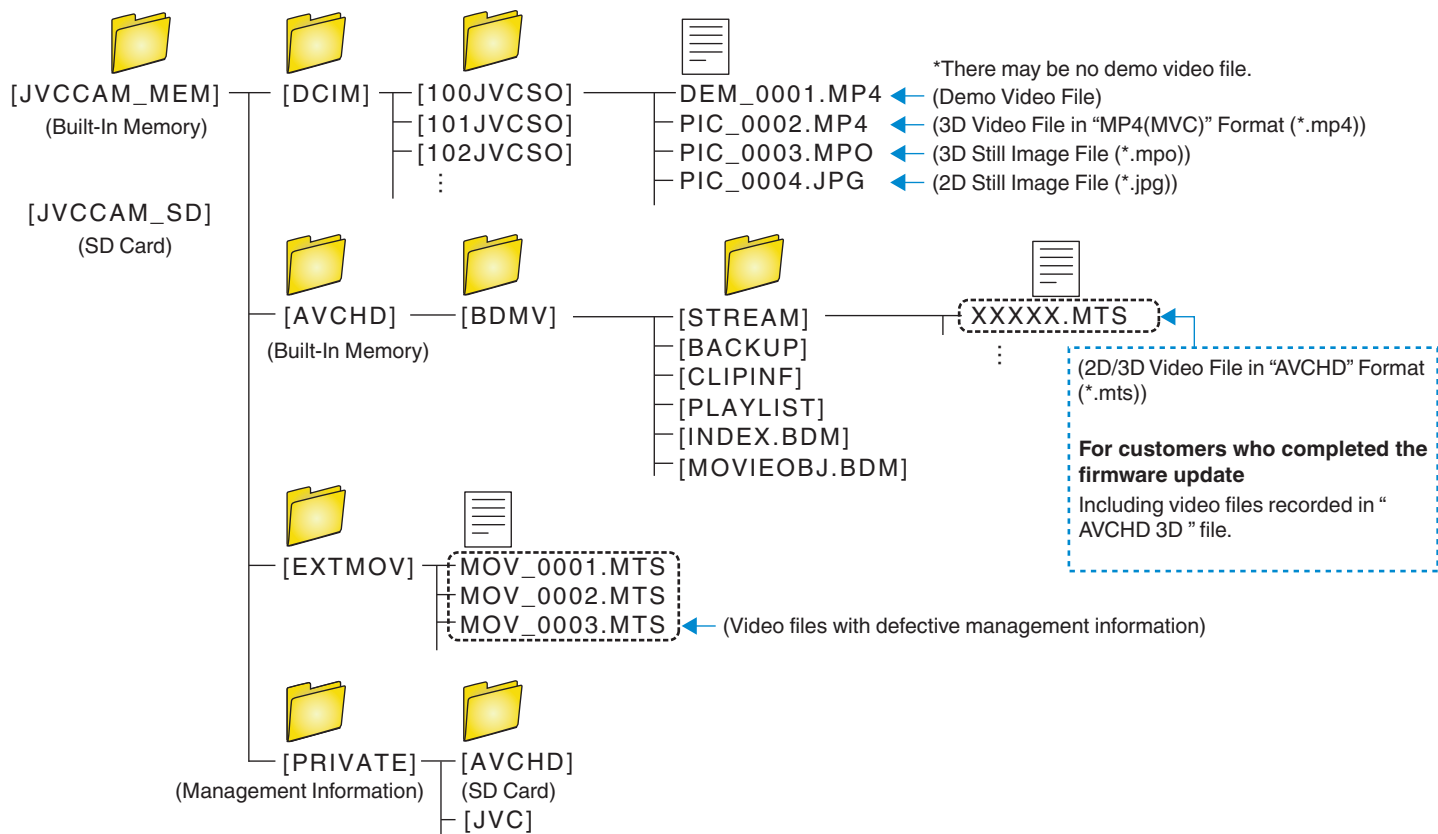 [JVCCAM_MEM]
(Built-In Memory)
[JVCCAM_SD]
(SD Card)
[DCIM]
[100JVCSO]
[101JVCSO]
[102JVCSO]
⋮
*There may be no demo video file.
DEM_0001.MP4
(Demo Video File)
PIC_0002.MP4
(3D Video File in “MP4(MVC)” Format (*.mp4))
PIC_0003.MPO
(3D Still Image File (*.mpo))
PIC_0004.JPG
(2D Still Image File (*.jpg))
[AVCHD]
(Built-In Memory)
[BDMV]
[STREAM]
[BACKUP]
[CLIPINF]
[PLAYLIST]
[INDEX.BDM]
[MOVIEOBJ.BDM]
XXXXX.MTS
⋮
(2D/3D Video File in “AVCHD” Format
(*.mts))
For customers who completed the
firmware update
Including video files recorded in “
AVCHD 3D ” file.
[EXTMOV]
MOV_0001.MTS
MOV_0002.MTS
MOV_0003.MTS
(Video files with defective management information)
[PRIVATE]
(Management Information)
[AVCHD]
(SD Card)
[JVC]